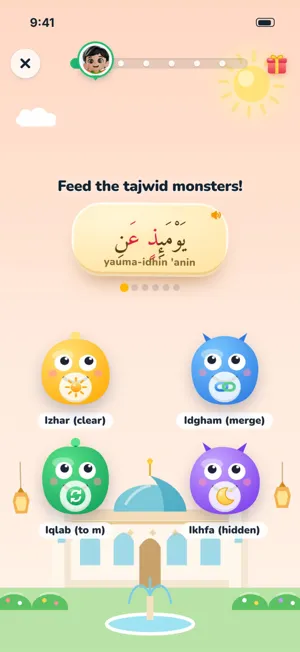 9:41
Feed the tajwid monsters!
يَوْمَئِذٍ عَنِ
yauma-idhin 'anin
Izhar (clear)
Idgham (merge)
Iqlab (to m)
Ikhfa (hidden)